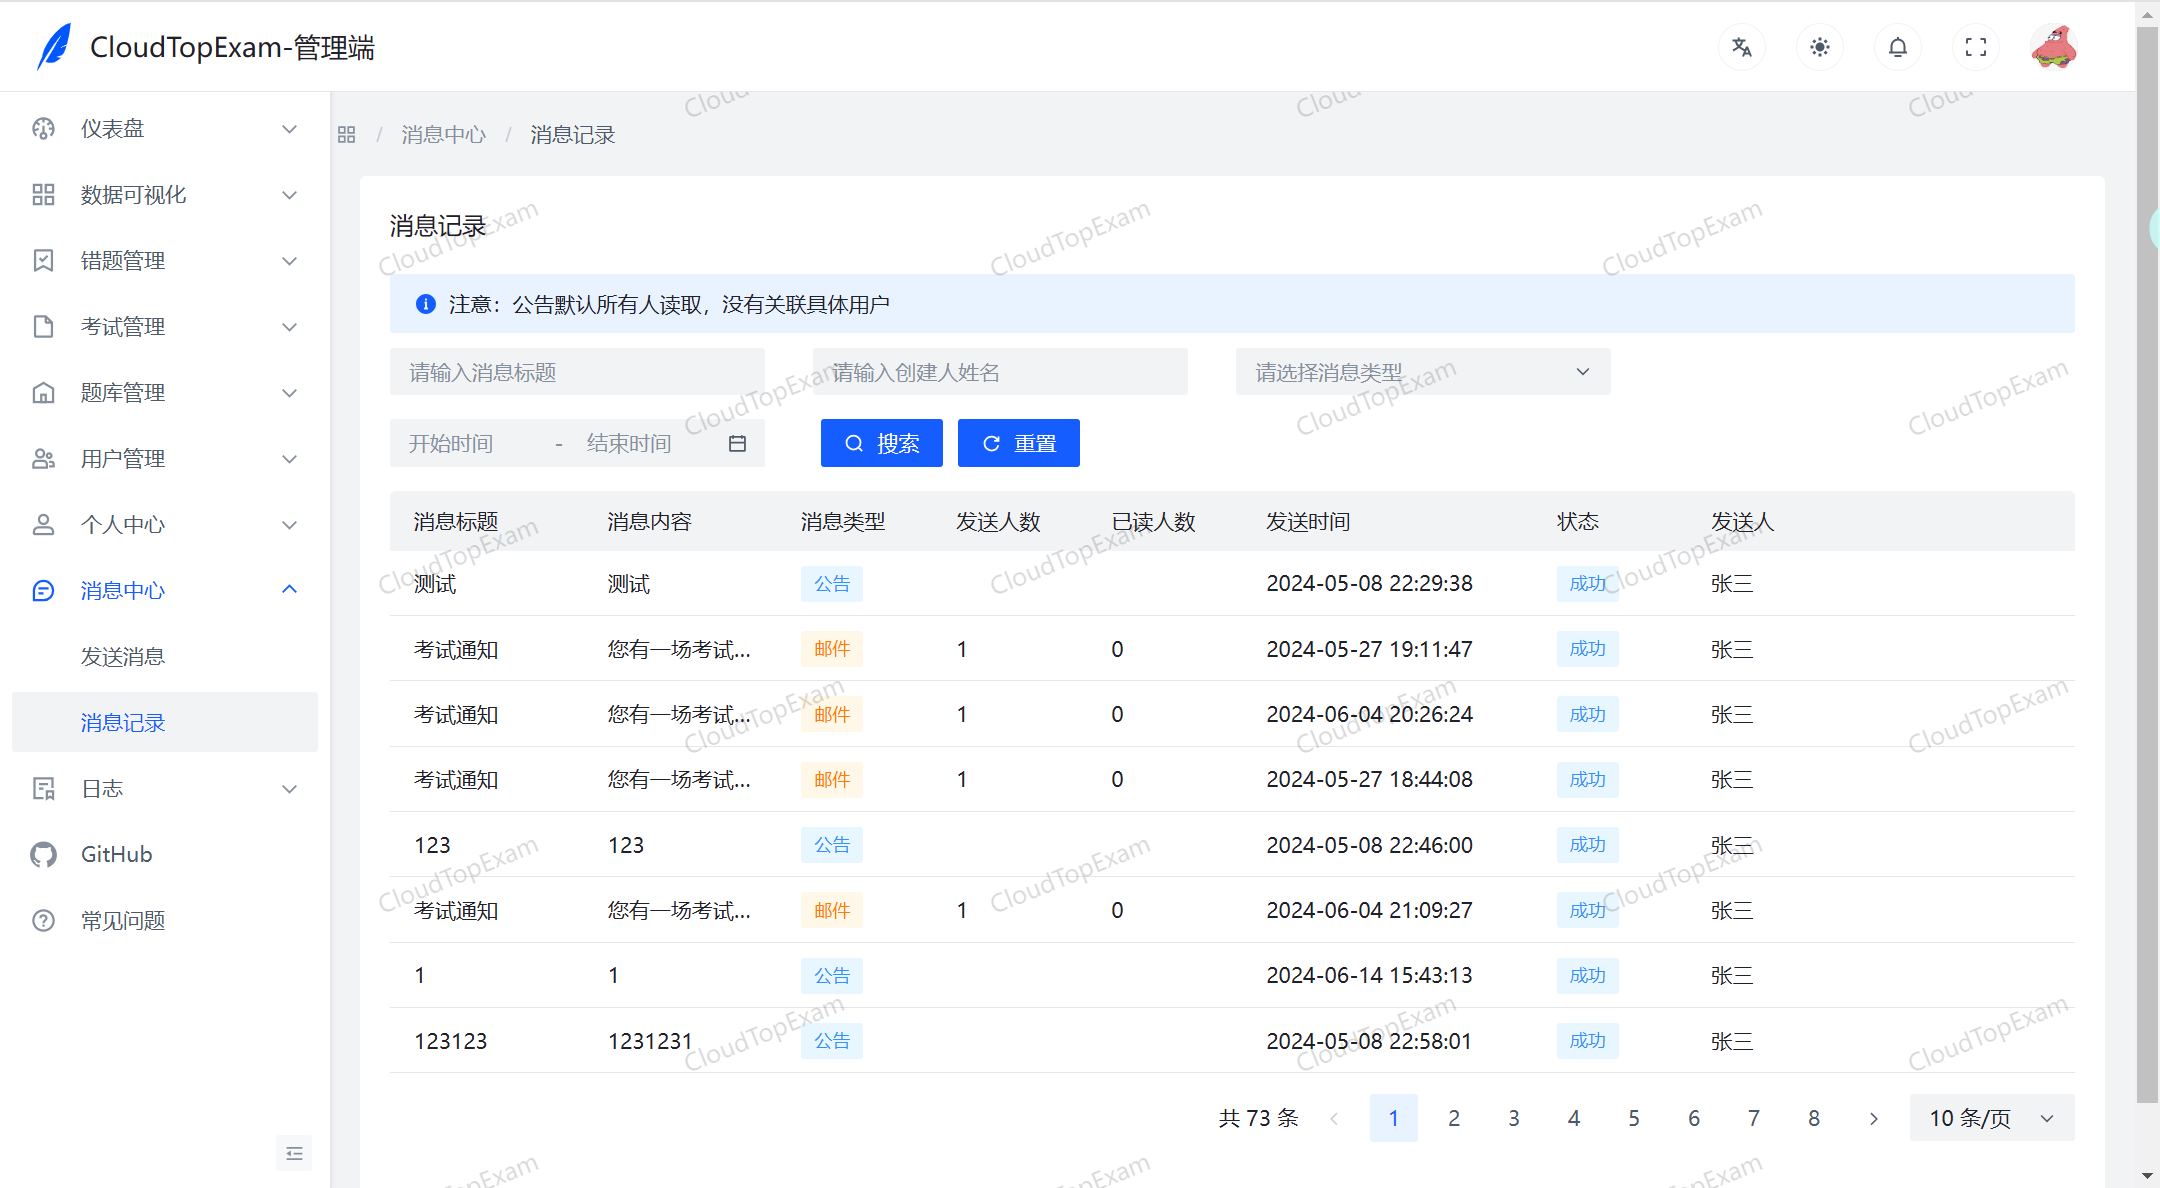 CloudTopExam-管理端
仪表盘
数据可视化
错题管理
考试管理
题库管理
用户管理
个人中心
消息中心
发送消息
消息记录
日志
GitHub
常见问题
/ 消息中心 / 消息记录
消息记录
注意：公告默认所有人读取，没有关联具体用户
请输入消息标题 请输入创建人姓名 请选择消息类型
开始时间 - 结束时间 搜索 重置
消息标题 消息内容 消息类型 发送人数 已读人数 发送时间 状态 发送人
测试 测试 公告 2024-05-08 22:29:38 成功 张三
考试通知 您有一场考试... 邮件 1 0 2024-05-27 19:11:47 成功 张三
考试通知 您有一场考试... 邮件 1 0 2024-06-04 20:26:24 成功 张三
考试通知 您有一场考试... 邮件 1 0 2024-05-27 18:44:08 成功 张三
123 123 公告 2024-05-08 22:46:00 成功 张三
考试通知 您有一场考试... 邮件 1 0 2024-06-04 21:09:27 成功 张三
1 1 公告 2024-06-14 15:43:13 成功 张三
123123 1231231 公告 2024-05-08 22:58:01 成功 张三
共 73 条 1 2 3 4 5 6 7 8 10 条/页
CloudTopExam